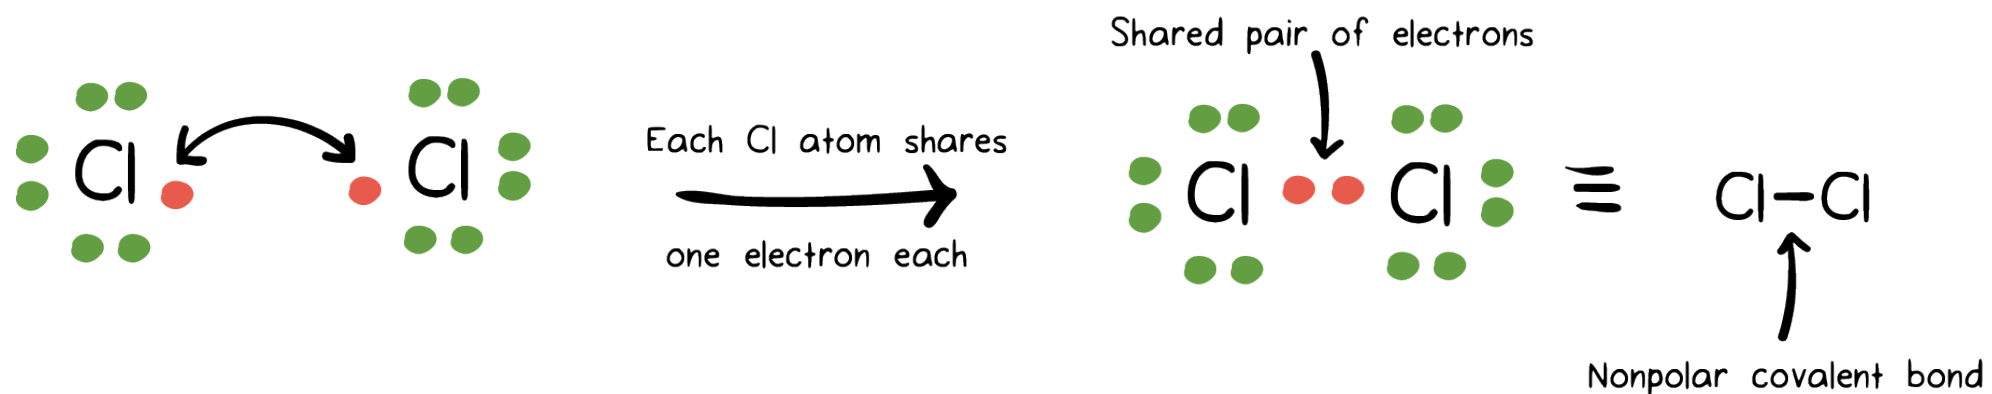 Shared pair of electrons
Cl
Cl
Each Cl atom shares
one electron each
Cl
Cl
Cl–Cl
Nonpolar covalent bond